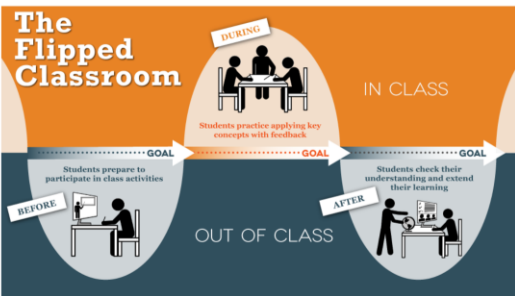 The
Flipped
Classroom
DURING
IN CLASS
Students practice applying key
concepts with feedback
GOAL
GOAL
GOAL
Students prepare to
participate in class activities
Students check their
understanding and extend
their learning
BEFORE
AFTER
OUT OF CLASS